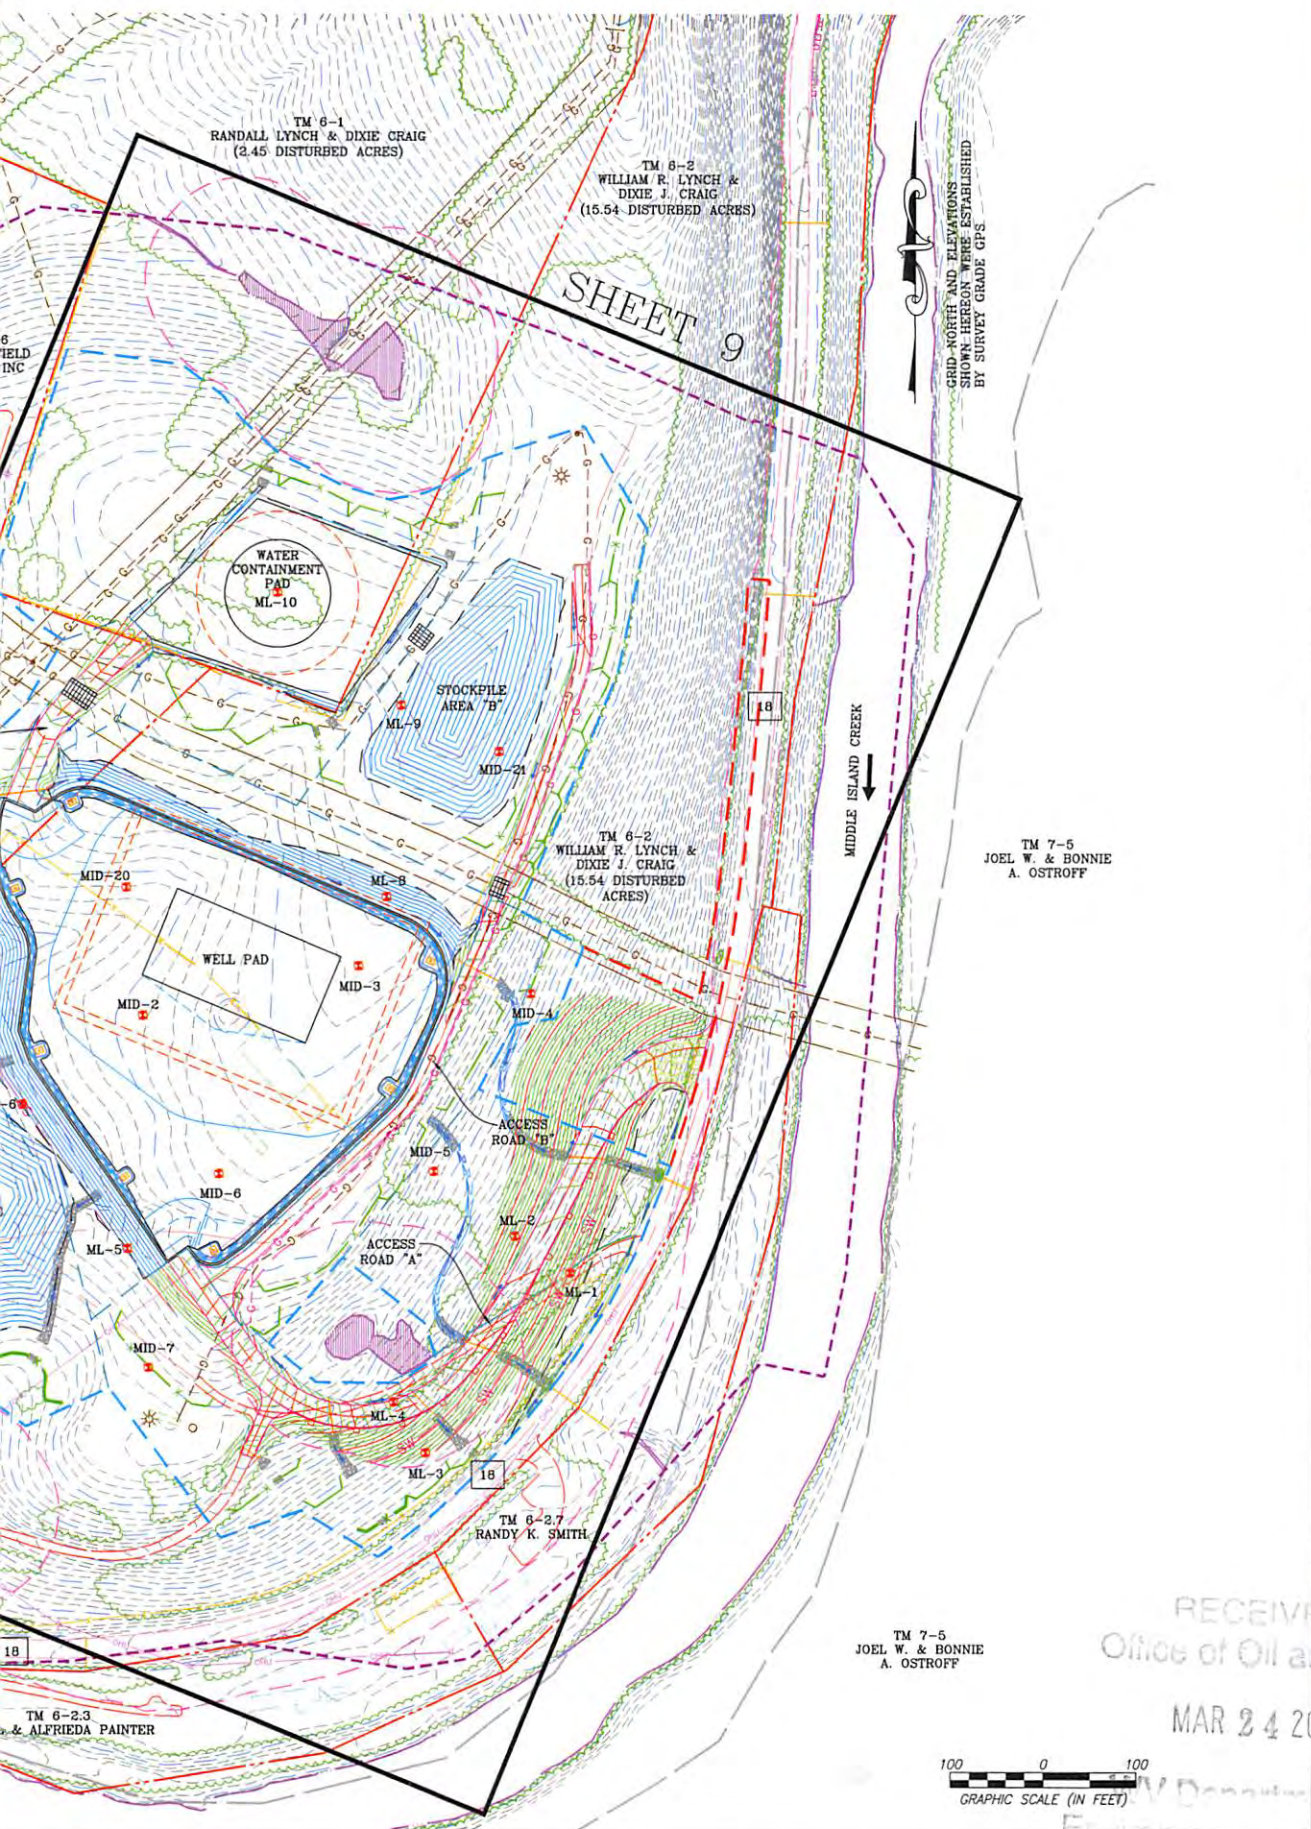 TM 6-1
RANDALL LYNCH & DIXIE CRAIG
(2.45 DISTURBED ACRES)
TM 6-2
WILLIAM R. LYNCH &
DIXIE J. CRAIG
(15.54 DISTURBED ACRES)
GRID NORTH AND ELEVATIONS
SHOWN HEREON WERE ESTABLISHED
BY SURVEY GRADE GPS.
SHEET 9
INC
WATER
CONTAINMENT
PAD
ML-10
STOCKPILE
AREA "B"
ML-9
MID-21
18
MIDDLE ISLAND CREEK
TM 6-2
WILLIAM R. LYNCH &
DIXIE J. CRAIG
(15.54 DISTURBED
ACRES)
TM 7-5
JOEL W. & BONNIE
A. OSTROFF
MID-20
ML-8
WELL PAD
MID-3
MID-2
MID-4
ACCESS
ROAD "B"
MID-5
MID-6
ML-2
ML-5
ACCESS
ROAD "A"
ML-1
MID-7
ML-4
ML-3
18
TM 6-2.7
RANDY K. SMITH
18
TM 7-5
JOEL W. & BONNIE
A. OSTROFF
TM 6-2.3
& ALFRIEDA PAINTER
Office of Oil
MAR 24
100 0 100
GRAPHIC SCALE (IN FEET)